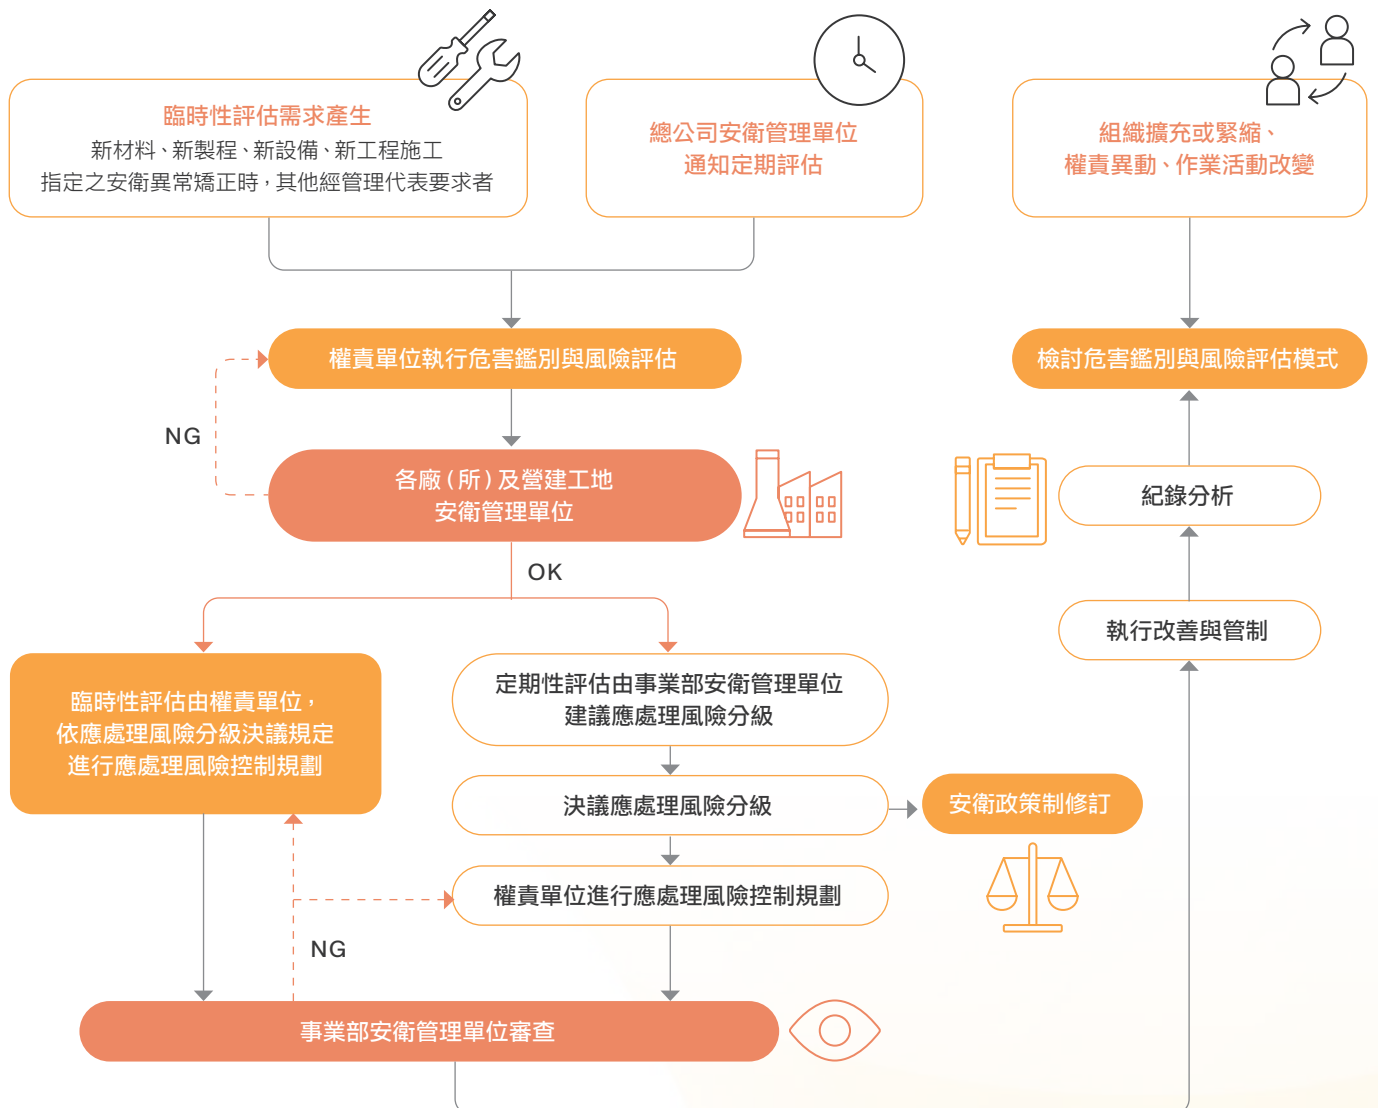 臨時性評估需求產生
新材料、新製程、新設備、新工程施工
指定之安衛異常矯正時，其他經管理代表要求者
總公司安衛管理單位
通知定期評估
組織擴充或緊縮、
權責異動、作業活動改變
權責單位執行危害鑑別與風險評估
檢討危害鑑別與風險評估模式
NG
各廠(所)及營建工地
安衛管理單位
紀錄分析
OK
執行改善與管制
臨時性評估由權責單位，
依應處理風險分級決議規定
進行應處理風險控制規劃
定期性評估由事業部安衛管理單位
建議應處理風險分級
決議應處理風險分級
安衛政策制修訂
權責單位進行應處理風險控制規劃
NG
事業部安衛管理單位審查